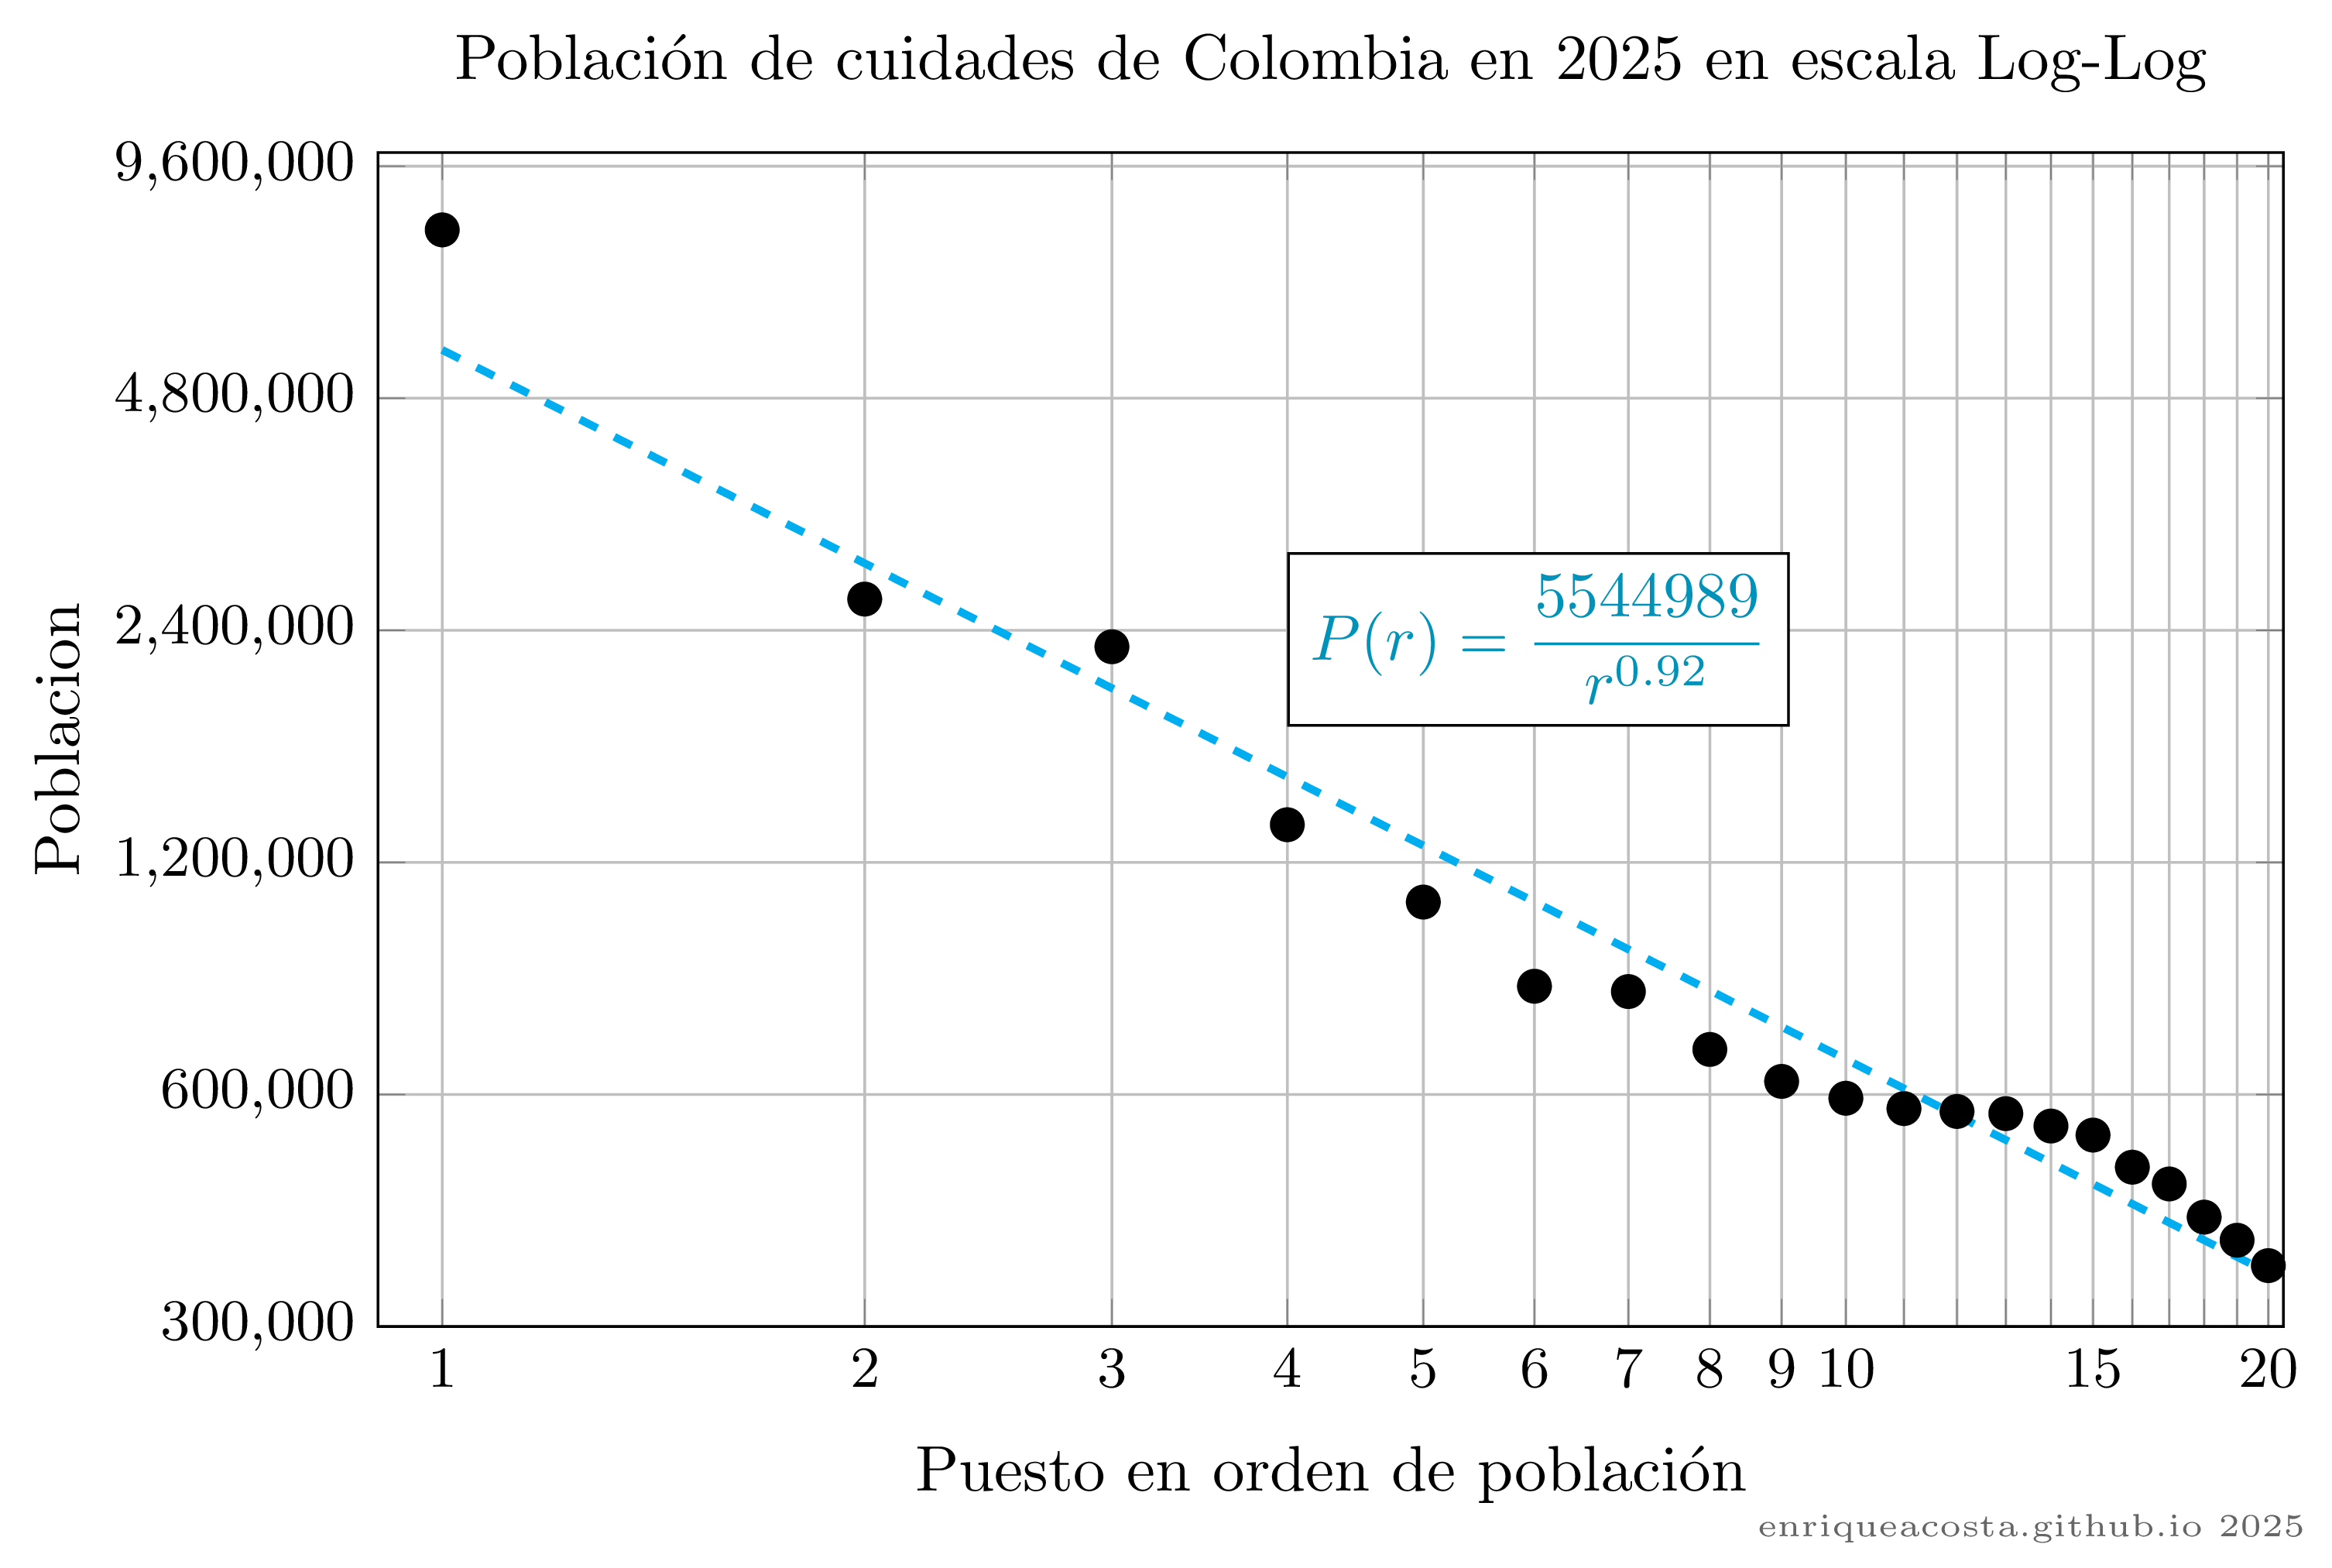 Población de cuidades de Colombia en 2025 en escala Log-Log
9,600,000
4,800,000
2,400,000
1,200,000
600,000
300,000
Poblacion
P(r) = 5544989 / r^0.92
1 2 3 4 5 6 7 8 9 10 15 20
Puesto en orden de población
enriqueacosta.github.io 2025